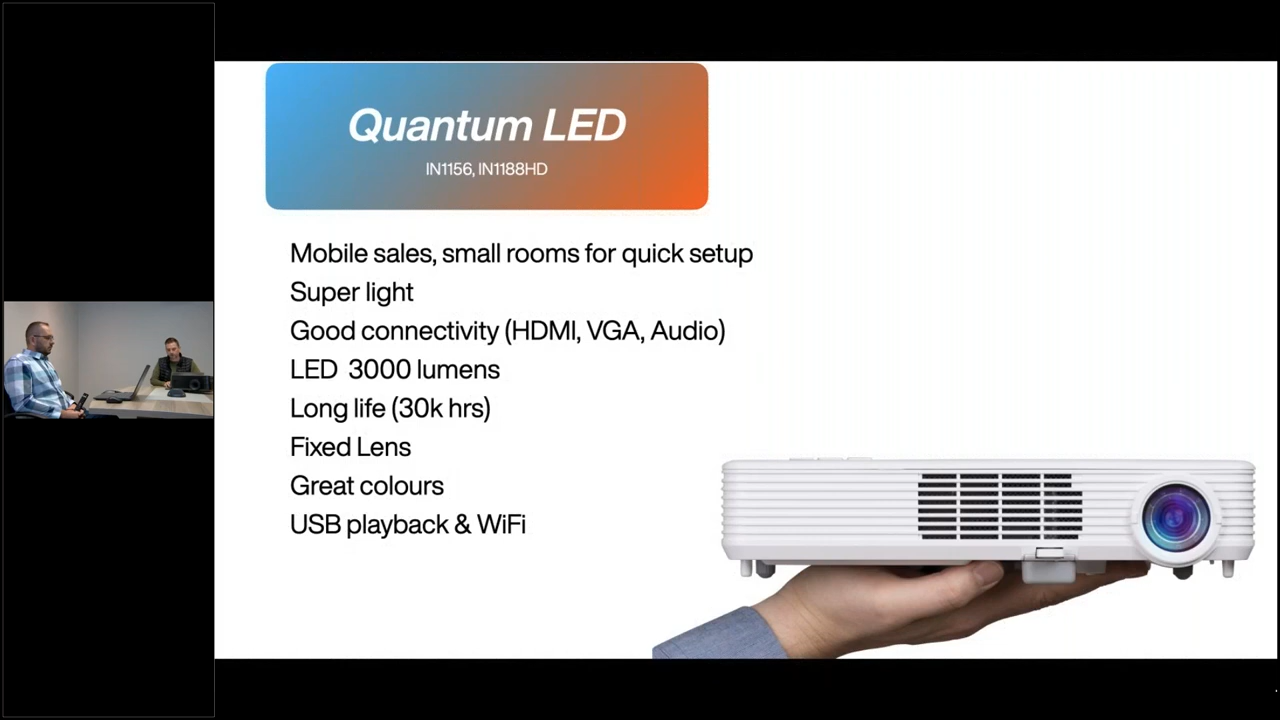 Quantum LED
IN1156, IN1188HD
Mobile sales, small rooms for quick setup
Super light
Good connectivity (HDMI, VGA, Audio)
LED 3000 lumens
Long life (30k hrs)
Fixed Lens
Great colours
USB playback & WiFi